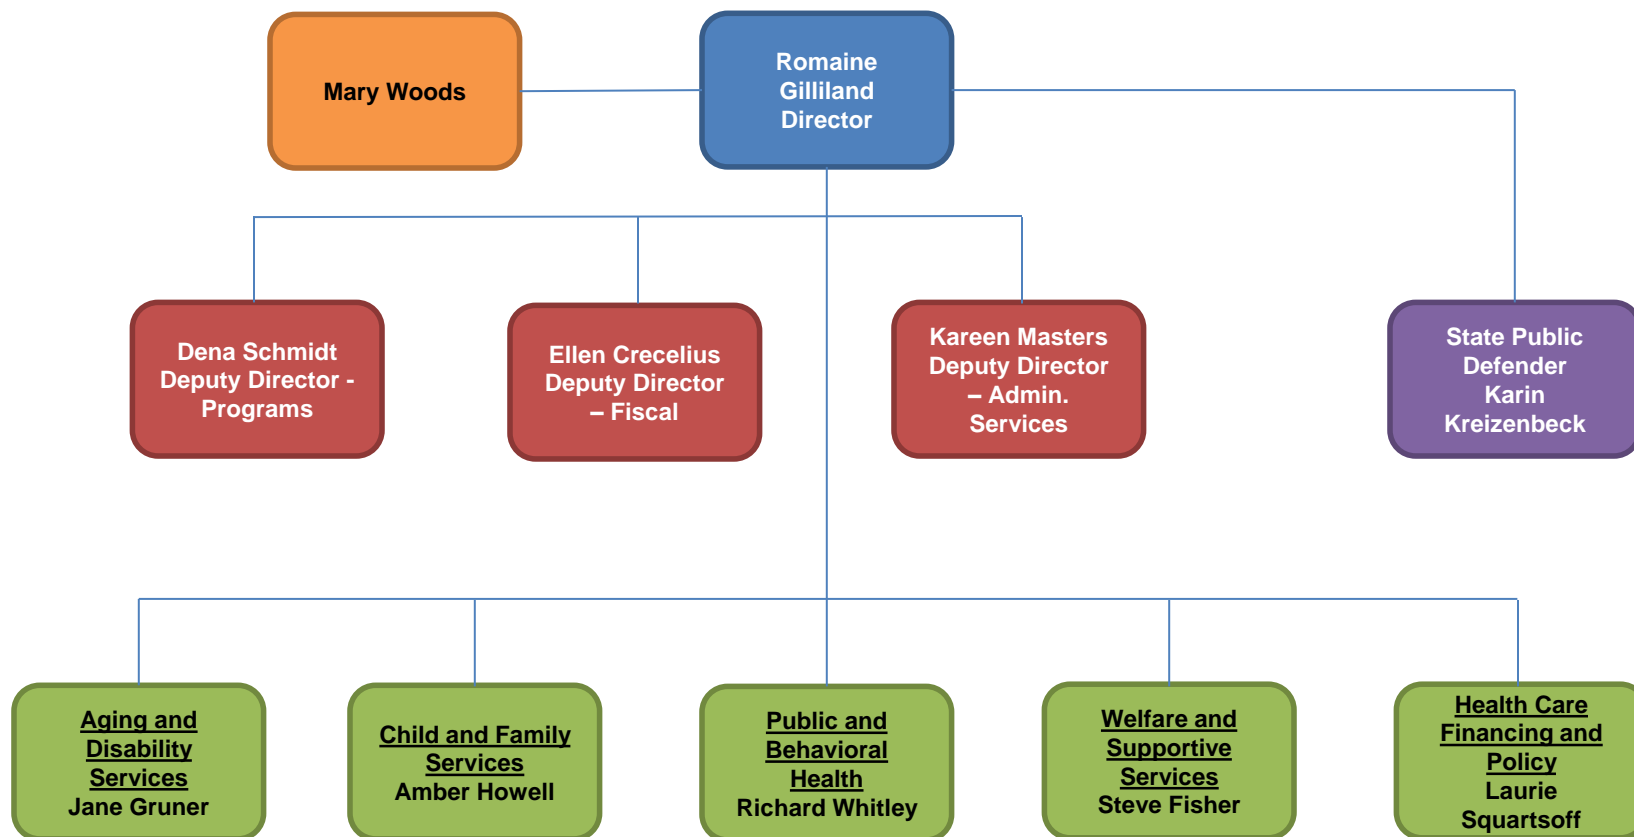 Mary Woods
Romaine
Gilliland
Director
Dena Schmidt
Deputy Director -
Programs
Ellen Crecelius
Deputy Director
– Fiscal
Kareen Masters
Deputy Director
– Admin.
Services
State Public
Defender
Karin
Kreizenbeck
Aging and
Disability
Services
Jane Gruner
Child and Family
Services
Amber Howell
Public and
Behavioral
Health
Richard Whitley
Welfare and
Supportive
Services
Steve Fisher
Health Care
Financing and
Policy
Laurie
Squartsoff